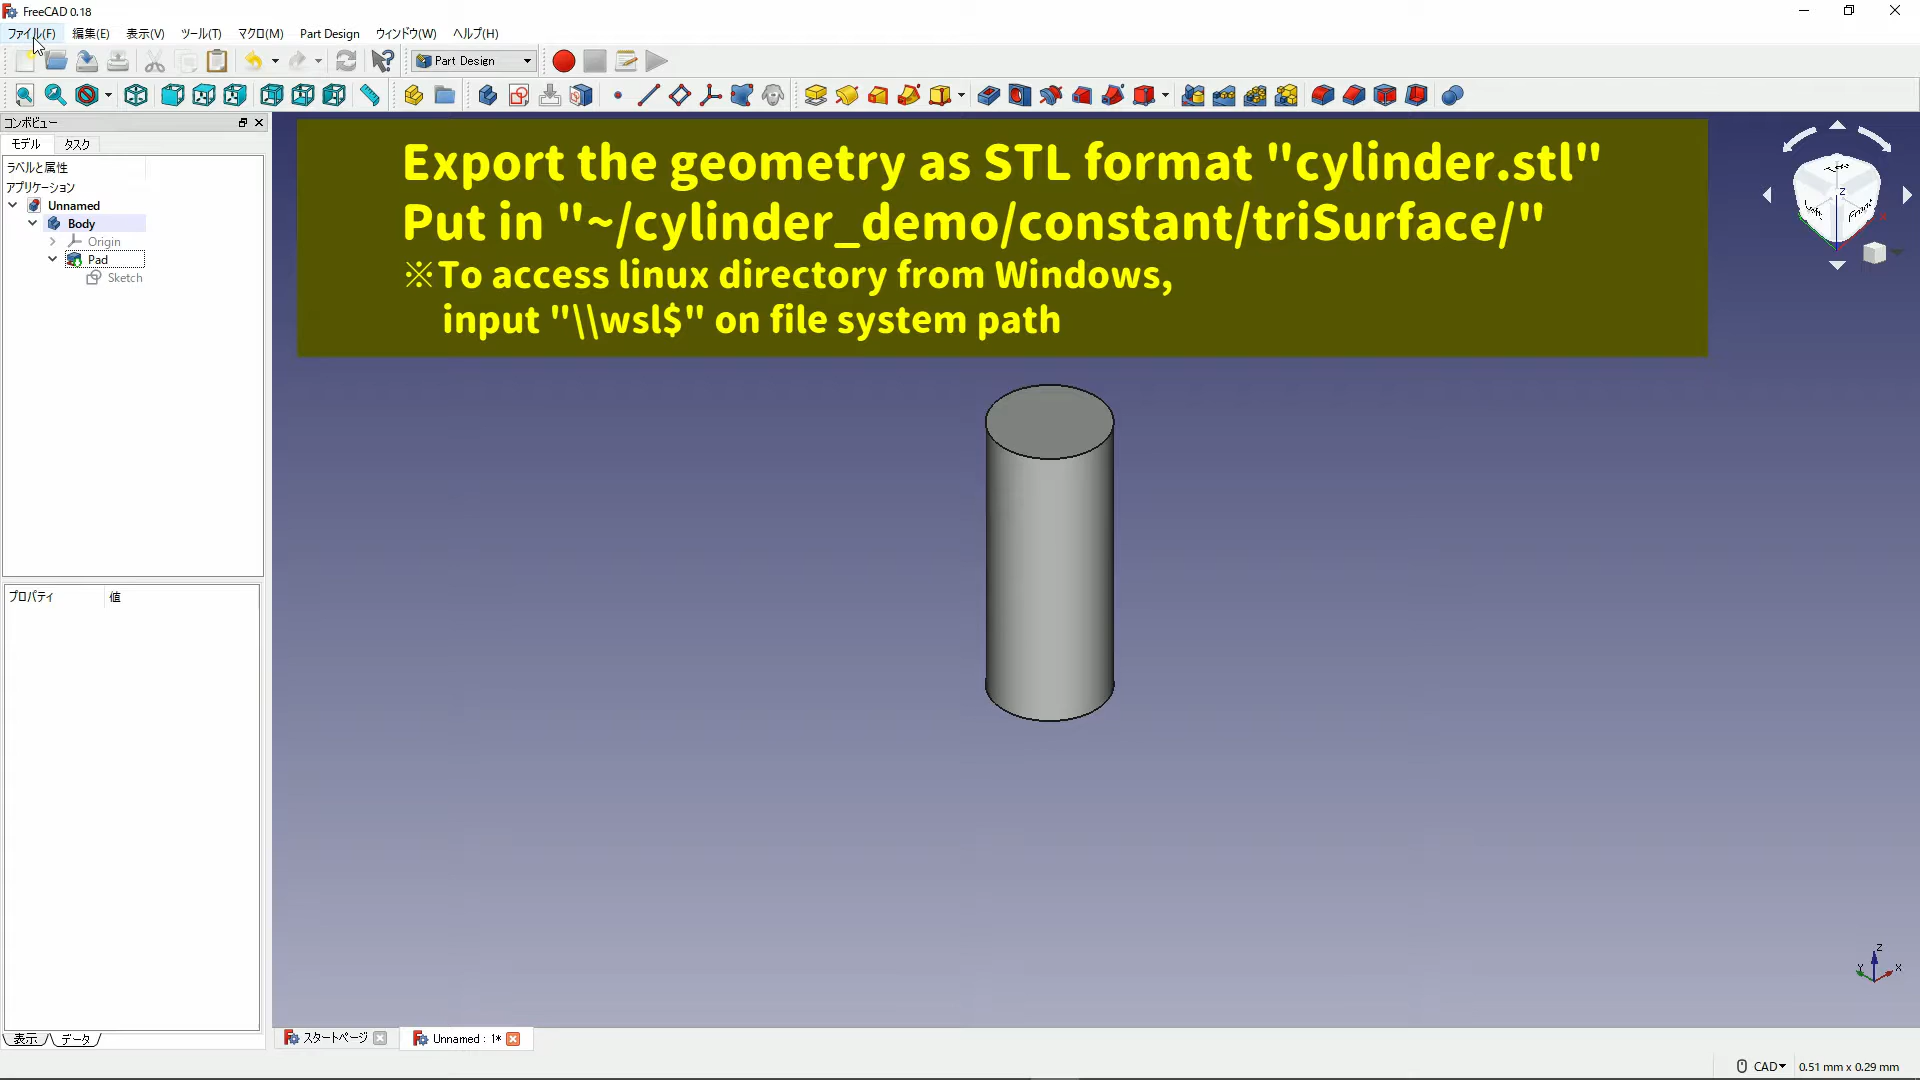 FreeCAD 0.18
ファイル(F) 編集(E) 表示(V) ツール(T) マクロ(M) Part Design ウィンドウ(W) ヘルプ(H)
Part Design
コンボビュー
モデル タスク
ラベルと属性
アプリケーション
Unnamed
Body
Origin
Pad
Sketch
Export the geometry as STL format "cylinder.stl"
Put in "~/cylinder_demo/constant/triSurface/"
※To access linux directory from Windows,
input "\\wsl$" on file system path
Top
Left
Front
Z
X
プロパティ 値
Z
Y
X
表示 データ
スタートページ Unnamed : 1*
CAD 0.51 mm x 0.29 mm